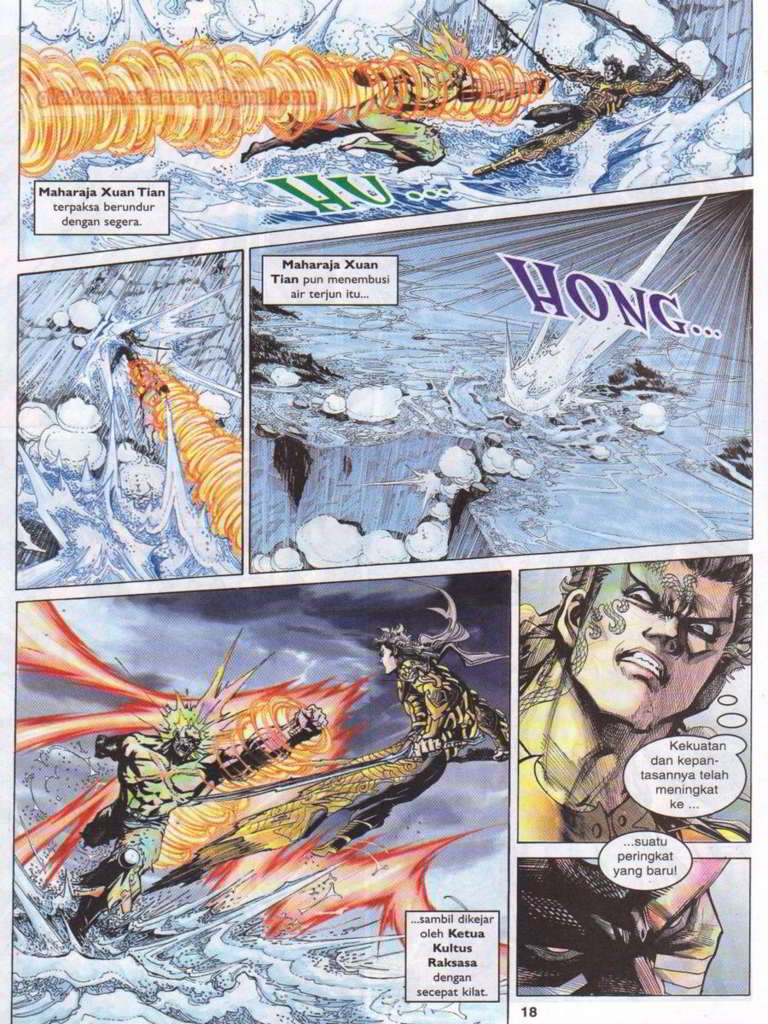 Maharaja Xuan Tian
terpaksa berundur
dengan segera.
HU...
Maharaja Xuan
Tian pun menembusi
air terjun itu...
HONG...
...sambil dikejar
oleh Ketua
Kultus
Raksasa
dengan
secepat kilat.
Kekuatan
dan kepan-
tasannya telah
meningkat
ke ...
...suatu
peringkat
yang baru!
18